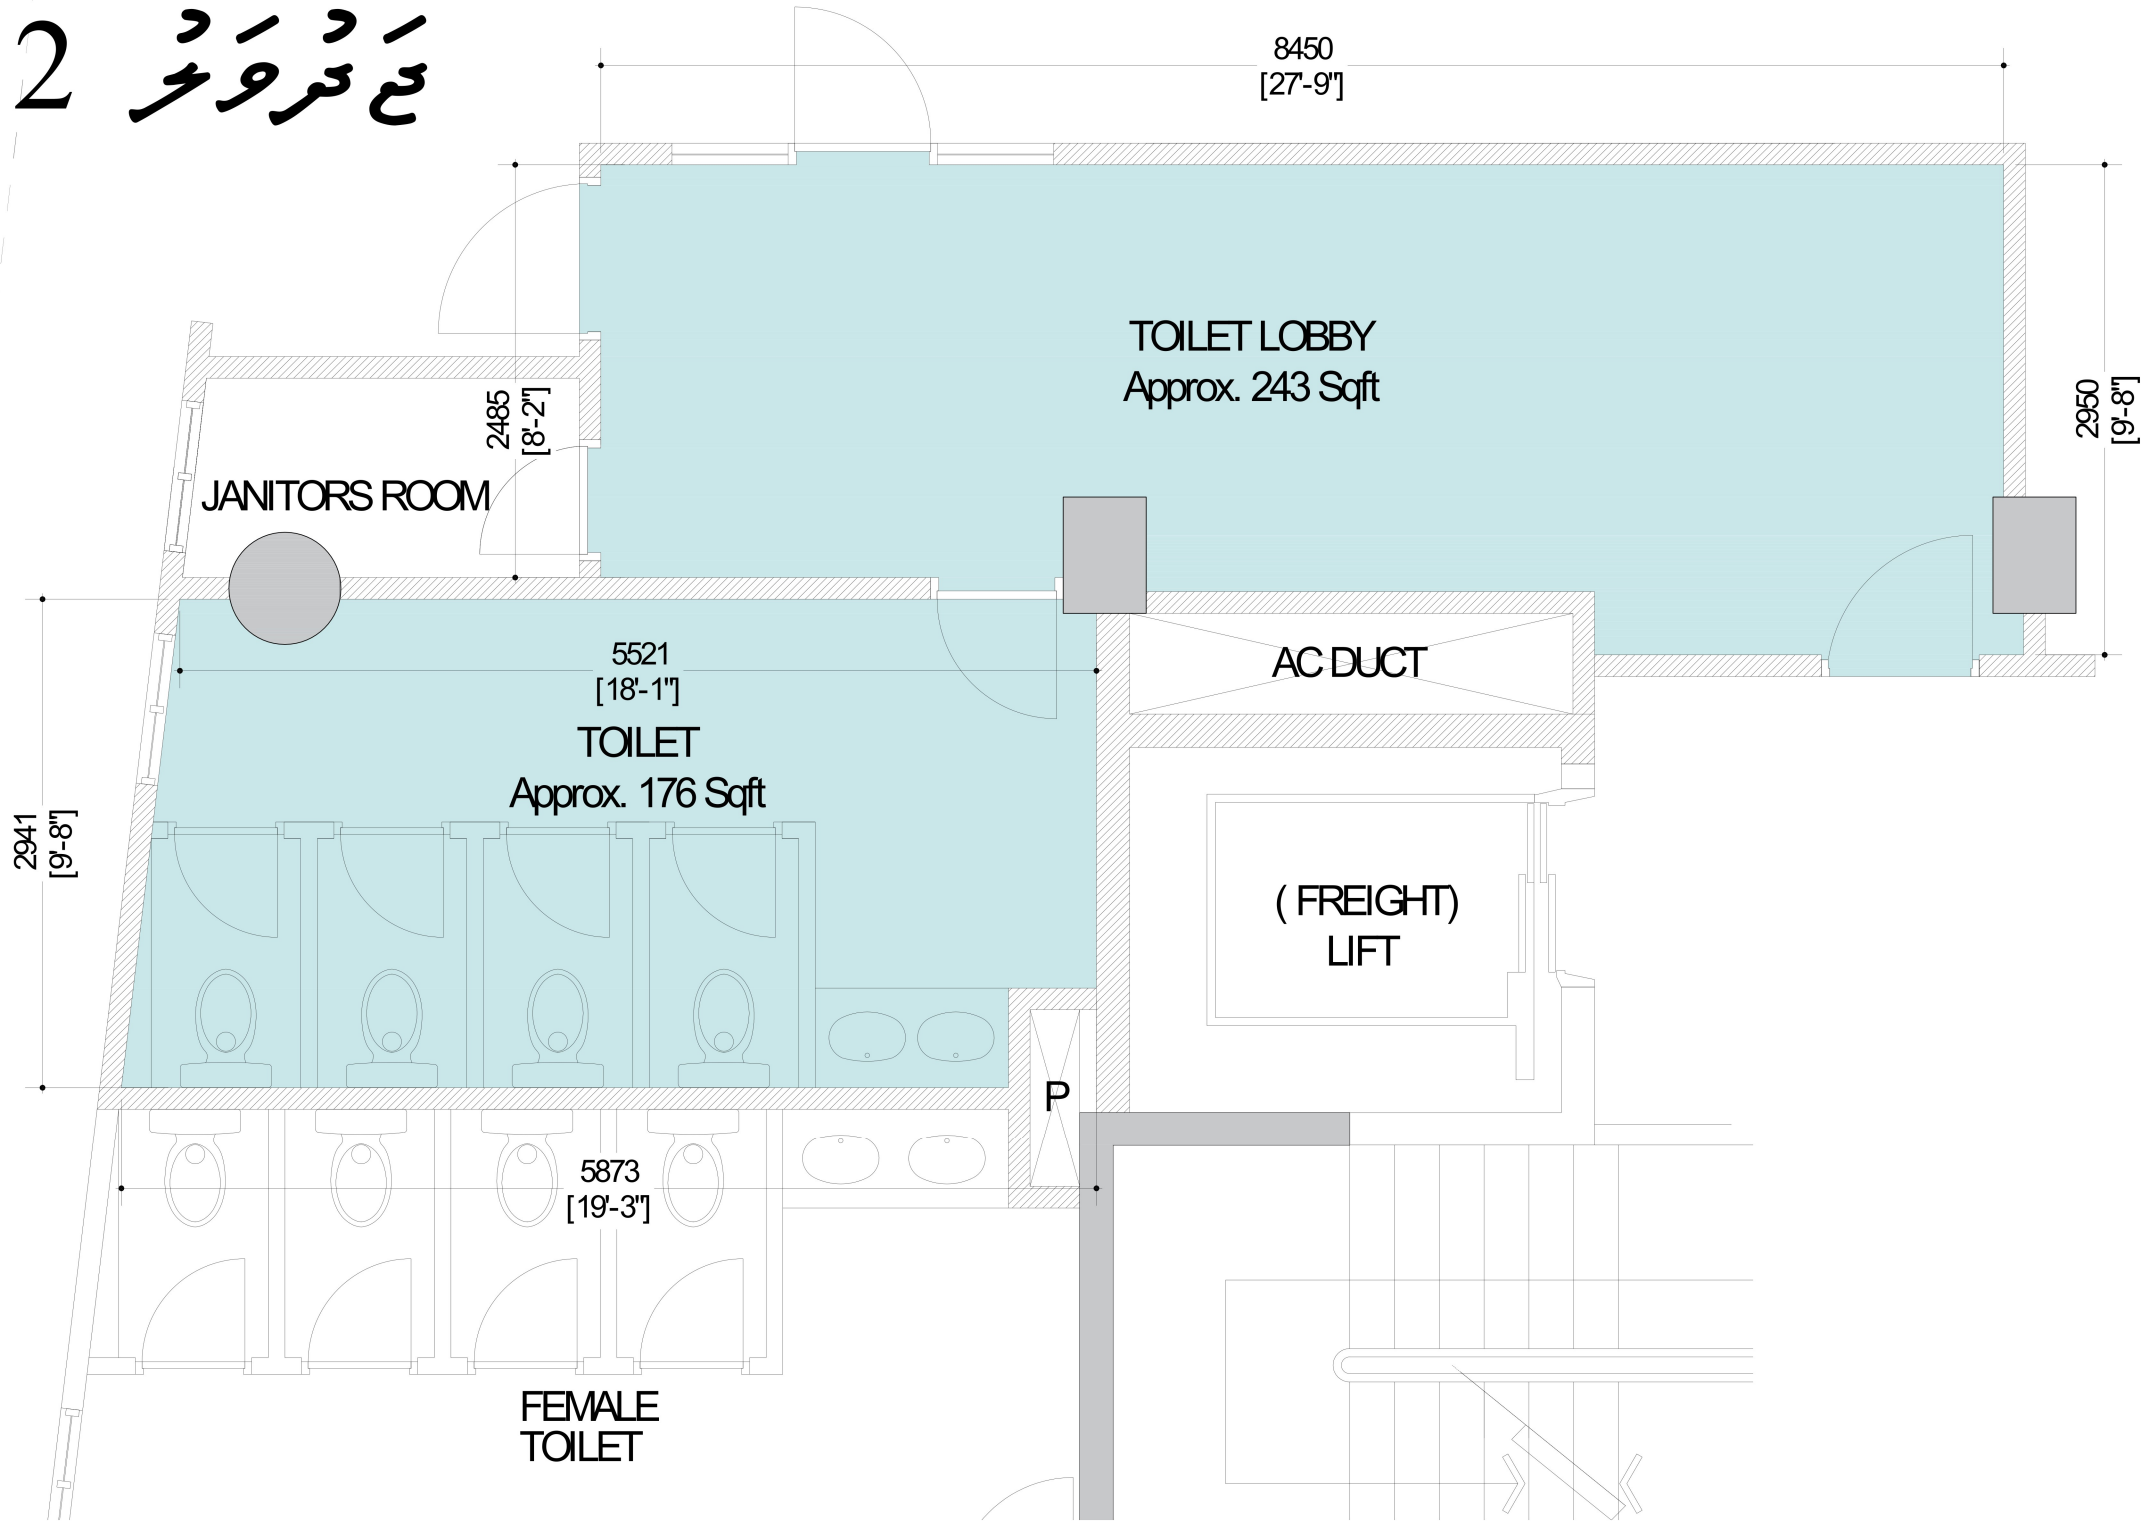 ޖަދުވަލު 2
8450
[27'-9"]
TOILET LOBBY
Approx. 243 Sqft
2485
[8'-2"]
2950
[9'-8"]
JANITORS ROOM
5521
[18'-1"]
TOILET
Approx. 176 Sqft
AC DUCT
2941
[9'-8"]
( FREIGHT)
LIFT
P
5873
[19'-3"]
FEMALE
TOILET